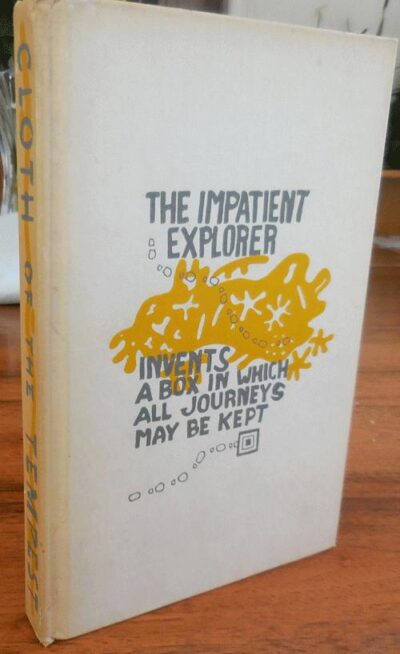 CLOTH OF THE TEMPEST
THE IMPATIENT
EXPLORER
INVENTS
A BOX IN WHICH
ALL JOURNEYS
MAY BE KEPT